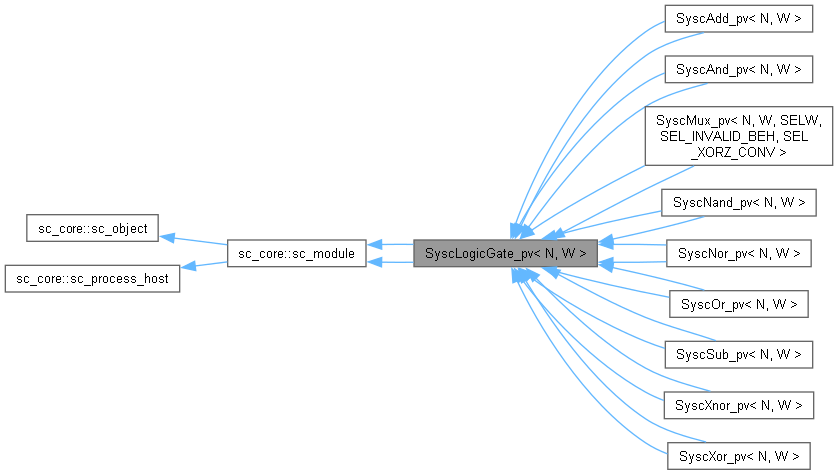 SyscAdd_pv< N, W >
SyscAnd_pv< N, W >
SyscMux_pv< N, W, SELW,
SEL_INVALID_BEH, SEL
_XORZ_CONV >
SyscNand_pv< N, W >
sc_core::sc_object
sc_core::sc_module
SyscLogicGate_pv< N, W >
SyscNor_pv< N, W >
sc_core::sc_process_host
SyscOr_pv< N, W >
SyscSub_pv< N, W >
SyscXnor_pv< N, W >
SyscXor_pv< N, W >